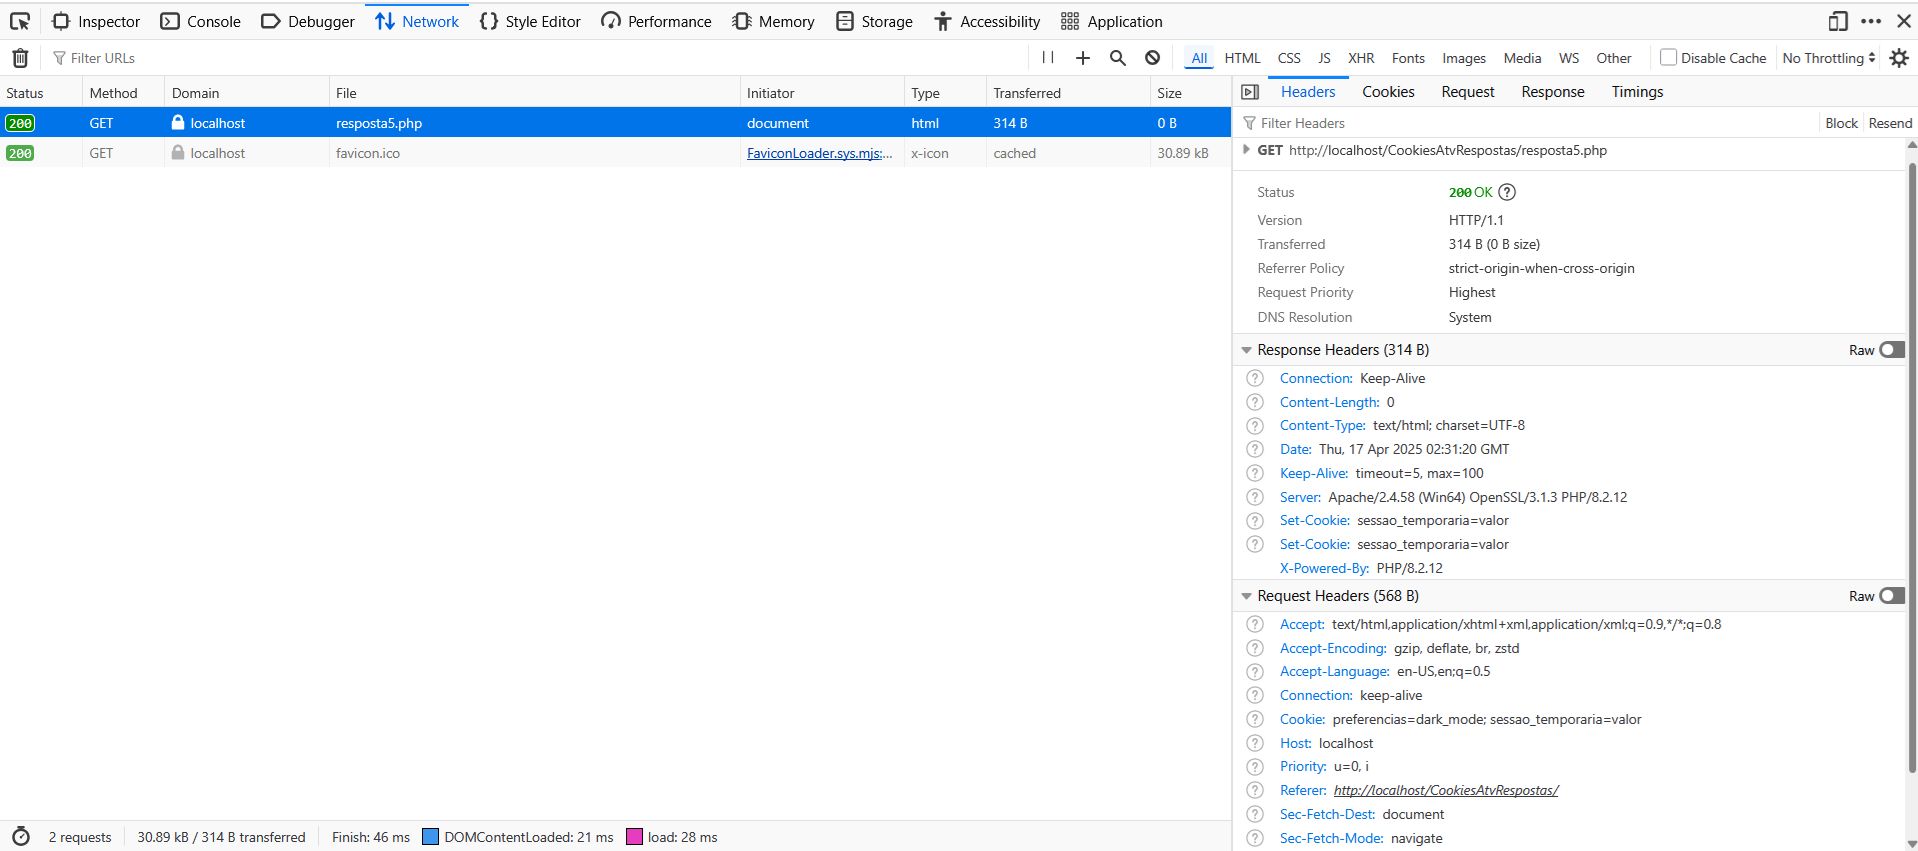 Inspector Console Debugger Network Style Editor Performance Memory Storage Accessibility Application
Filter URLs All HTML CSS JS XHR Fonts Images Media WS Other Disable Cache No Throttling
Status Method Domain File Initiator Type Transferred Size
200 GET localhost resposta5.php document html 314 B 0 B
200 GET localhost favicon.ico FaviconLoader.sys.mjs:... x-icon cached 30.89 kB
Headers Cookies Request Response Timings
Filter Headers Block Resend
GET http://localhost/CookiesAtvRespostas/resposta5.php
Status 200 OK
Version HTTP/1.1
Transferred 314 B (0 B size)
Referrer Policy strict-origin-when-cross-origin
Request Priority Highest
DNS Resolution System
Response Headers (314 B) Raw
Connection: Keep-Alive
Content-Length: 0
Content-Type: text/html; charset=UTF-8
Date: Thu, 17 Apr 2025 02:31:20 GMT
Keep-Alive: timeout=5, max=100
Server: Apache/2.4.58 (Win64) OpenSSL/3.1.3 PHP/8.2.12
Set-Cookie: sessao_temporaria=valor
Set-Cookie: sessao_temporaria=valor
X-Powered-By: PHP/8.2.12
Request Headers (568 B) Raw
Accept: text/html,application/xhtml+xml,application/xml;q=0.9,*/*;q=0.8
Accept-Encoding: gzip, deflate, br, zstd
Accept-Language: en-US,en;q=0.5
Connection: keep-alive
Cookie: preferencias=dark_mode; sessao_temporaria=valor
Host: localhost
Priority: u=0, i
Referer: http://localhost/CookiesAtvRespostas/
Sec-Fetch-Dest: document
Sec-Fetch-Mode: navigate
2 requests 30.89 kB / 314 B transferred Finish: 46 ms DOMContentLoaded: 21 ms load: 28 ms